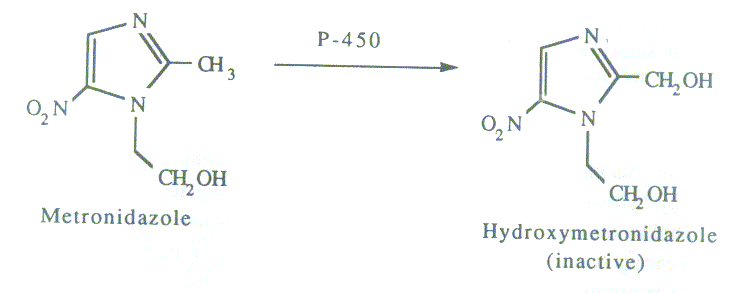 N
P-450
N
CH3
CH2OH
O2N
N
O2N
N
CH2OH
CH2OH
Metronidazole
Hydroxymetronidazole
(inactive)